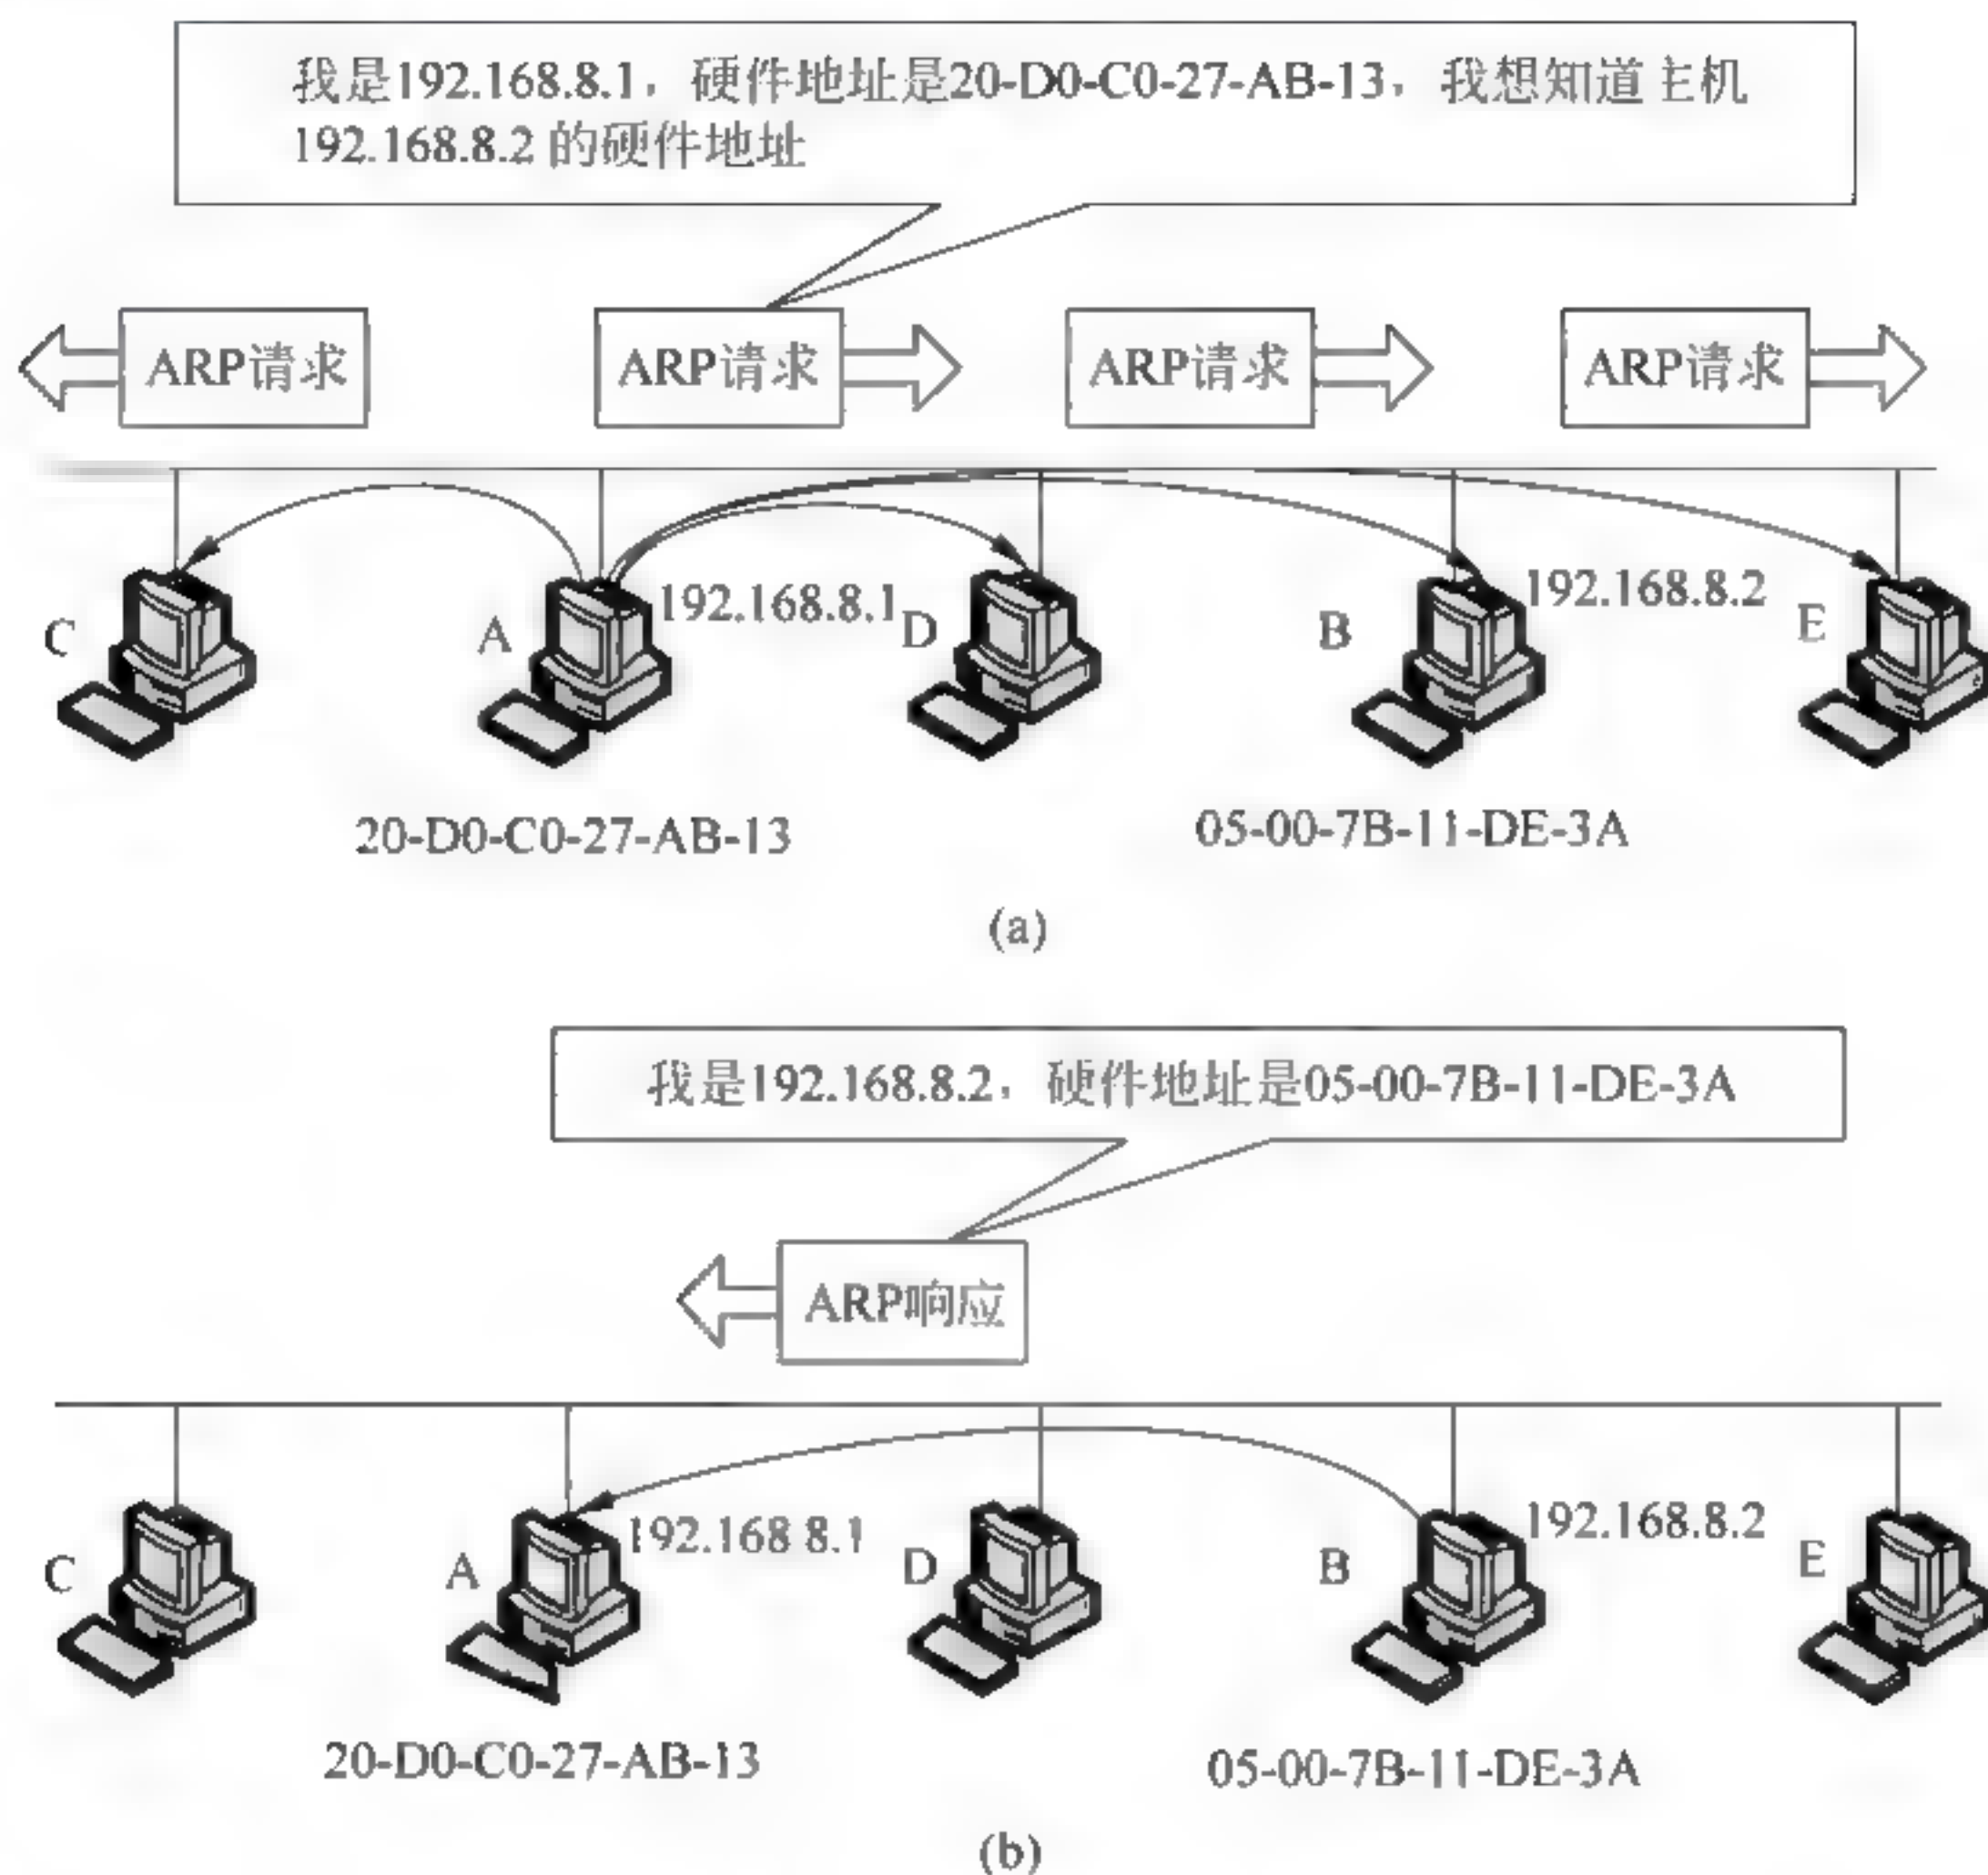 我是192.168.8.1，硬件地址是20-D0-C0-27-AB-13，我想知道主机
192.168.8.2 的硬件地址
ARP请求 ARP请求 ARP请求 ARP请求
192.168.8.1 192.168.8.2
C A D B E
20-D0-C0-27-AB-13 05-00-7B-11-DE-3A
(a)
我是192.168.8.2，硬件地址是05-00-7B-11-DE-3A
ARP响应
192.168 8.1 192.168.8.2
C A D B E
20-D0-C0-27-AB-13 05-00-7B-11-DE-3A
(b)